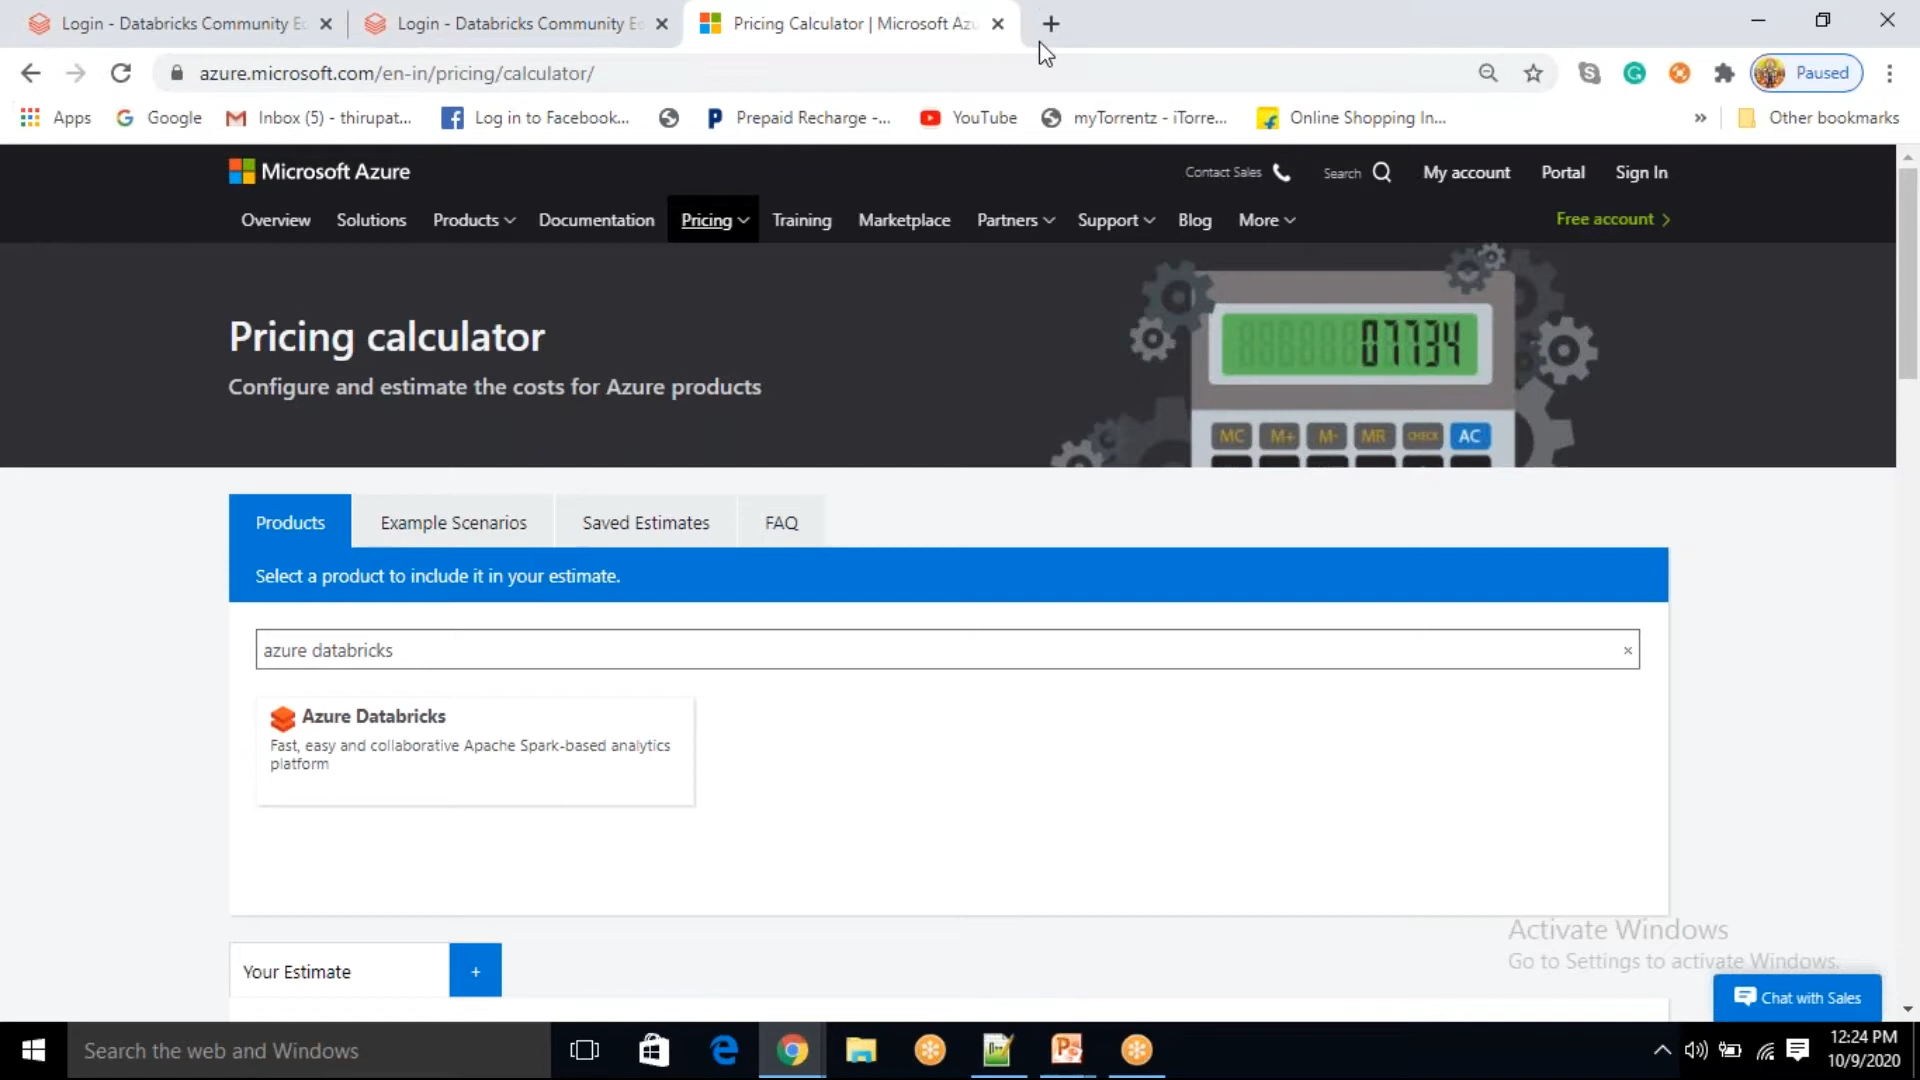 Login - Databricks Community E
Login - Databricks Community E
Pricing Calculator | Microsoft Azu
azure.microsoft.com/en-in/pricing/calculator/
Paused
Apps
Google
Inbox (5) - thirupat...
Log in to Facebook...
Prepaid Recharge -...
YouTube
myTorrentz - iTorre...
Online Shopping In...
»
Other bookmarks
Microsoft Azure
Contact Sales
Search
My account
Portal
Sign In
Overview
Solutions
Products
Documentation
Pricing
Training
Marketplace
Partners
Support
Blog
More
Free account
Pricing calculator
Configure and estimate the costs for Azure products
07734
MC
M+
M-
MR
CHECK
AC
Products
Example Scenarios
Saved Estimates
FAQ
Select a product to include it in your estimate.
azure databricks
Azure Databricks
Fast, easy and collaborative Apache Spark-based analytics
platform
Your Estimate
+
Activate Windows
Go to Settings to activate Windows.
Chat with Sales
Search the web and Windows
12:24 PM
10/9/2020